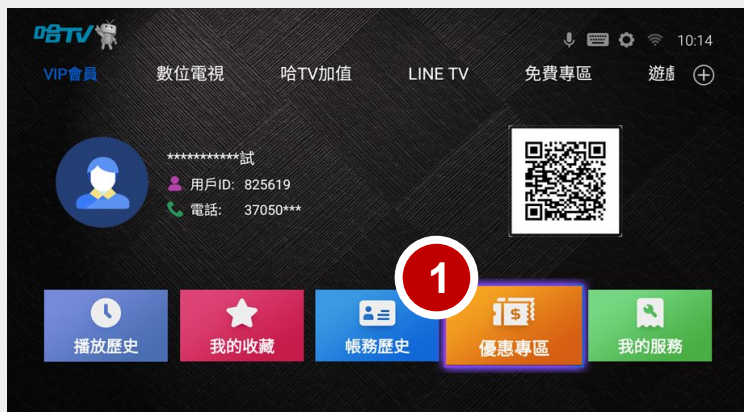 哈TV
10:14
VIP會員 數位電視 哈TV加值 LINE TV 免費專區
***********試
用戶ID: 825619
電話: 37050***
1
播放歷史 我的收藏 帳務歷史 優惠專區 我的服務